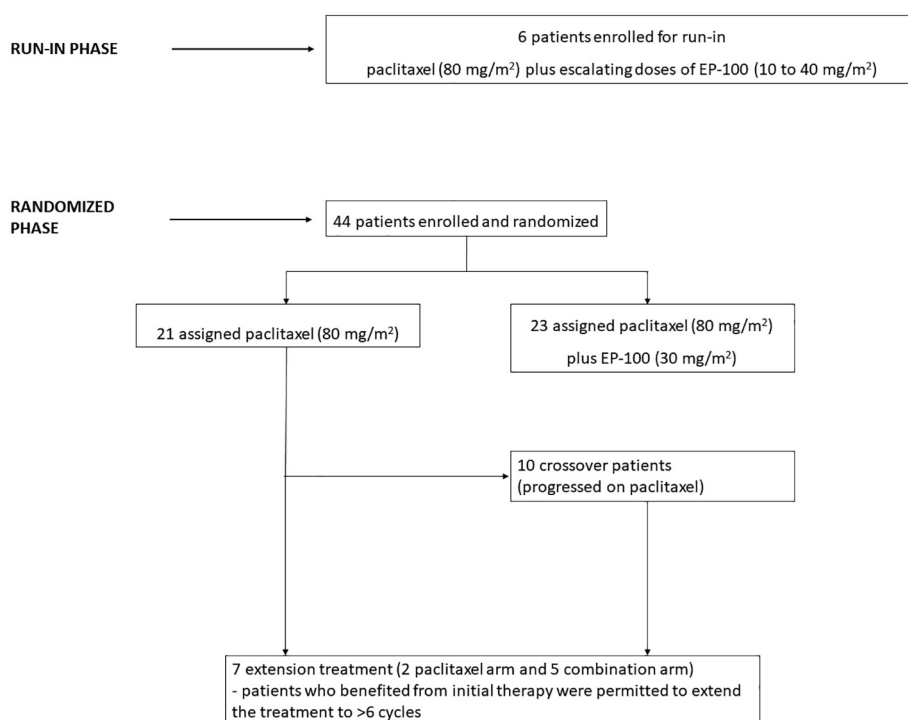 RUN-IN PHASE
6 patients enrolled for run-in
paclitaxel (80 mg/m²) plus escalating doses of EP-100 (10 to 40 mg/m²)
RANDOMIZED
PHASE
44 patients enrolled and randomized
21 assigned paclitaxel (80 mg/m²)
23 assigned paclitaxel (80 mg/m²)
plus EP-100 (30 mg/m²)
10 crossover patients
(progressed on paclitaxel)
7 extension treatment (2 paclitaxel arm and 5 combination arm)
- patients who benefited from initial therapy were permitted to extend
the treatment to >6 cycles